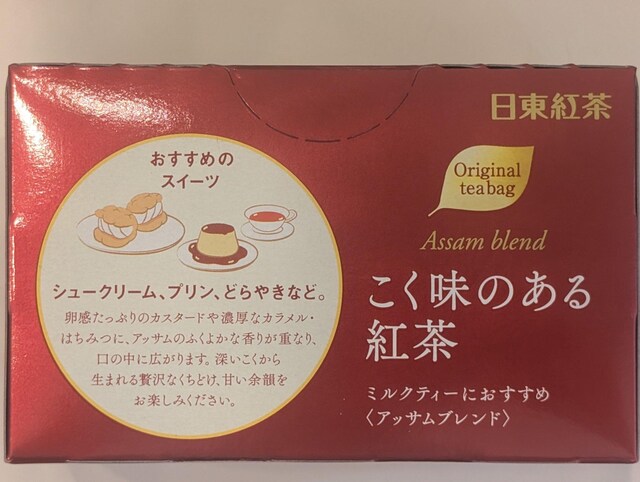 日東紅茶
Original
teabag
Assam blend
こく味のある
紅茶
ミルクティーにおすすめ
〈アッサムブレンド〉
おすすめの
スイーツ
シュークリーム、プリン、どらやきなど。
卵感たっぷりのカスタードや濃厚なカラメル・
はちみつに、アッサムのふくよかな香りが重なり、
口の中に広がります。深いこくから
生まれる贅沢なくちどけ、甘い余韻を
お楽しみください。